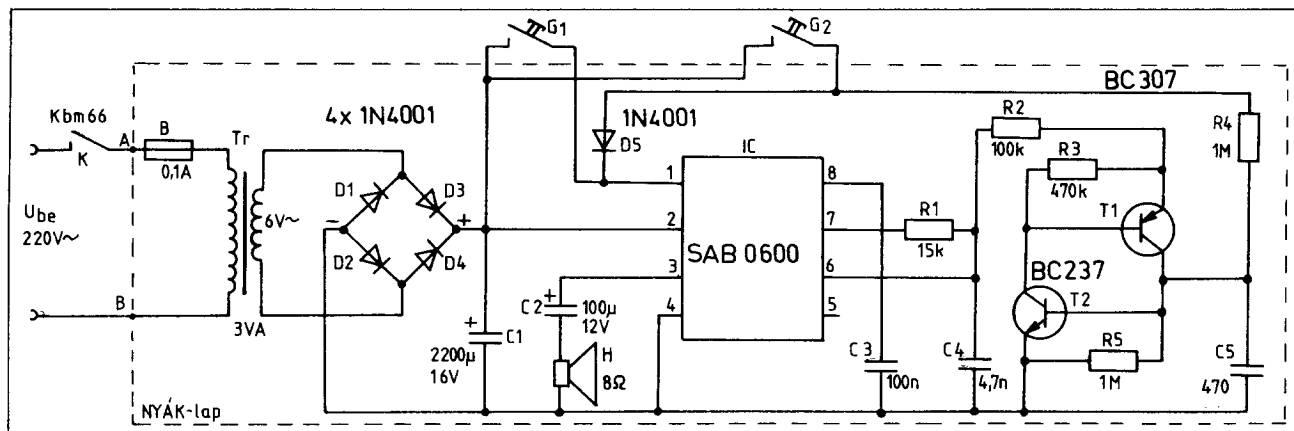 G1
G2
BC307
Kbm66
K
A
B
0,1A
Tr
4x 1N4001
1N4001
D5
IC
R2
100k
R4
1M
R3
470k
Ube
220V~
6V~
D1
D3
-
+
D2
D4
1
8
2
7
SAB 0600
R1
15k
T1
3
6
BC237
T2
4
5
B
3VA
+
C1
2200µ
16V
+
C2
100µ
12V
H
8Ω
C3
100n
C4
4,7n
R5
1M
C5
470
NYÁK-lap